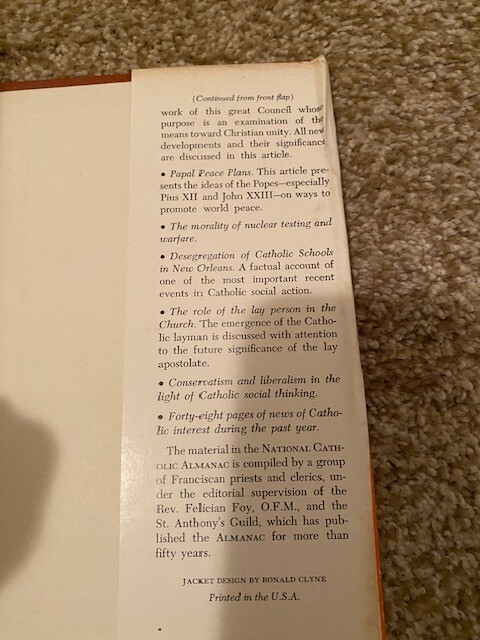 (Continued from front flap)
work of this great Council whose
purpose is an examination of the
means toward Christian unity. All new
developments and their significance
are discussed in this article.
• Papal Peace Plans. This article pre-
sents the ideas of the Popes—especially
Pius XII and John XXIII—on ways to
promote world peace.
• The morality of nuclear testing and
warfare.
• Desegregation of Catholic Schools
in New Orleans. A factual account of
one of the most important recent
events in Catholic social action.
• The role of the lay person in the
Church. The emergence of the Catho-
lic layman is discussed with attention
to the future significance of the lay
apostolate.
• Conservatism and liberalism in the
light of Catholic social thinking.
• Forty-eight pages of news of Catho-
lic interest during the past year.
The material in the NATIONAL CATH-
OLIC ALMANAC is compiled by a group
of Franciscan priests and clerics, un-
der the editorial supervision of the
Rev. Felician Foy, O.F.M., and the
St. Anthony's Guild, which has pub-
lished the ALMANAC for more than
fifty years.
JACKET DESIGN BY RONALD CLYNE
Printed in the U.S.A.